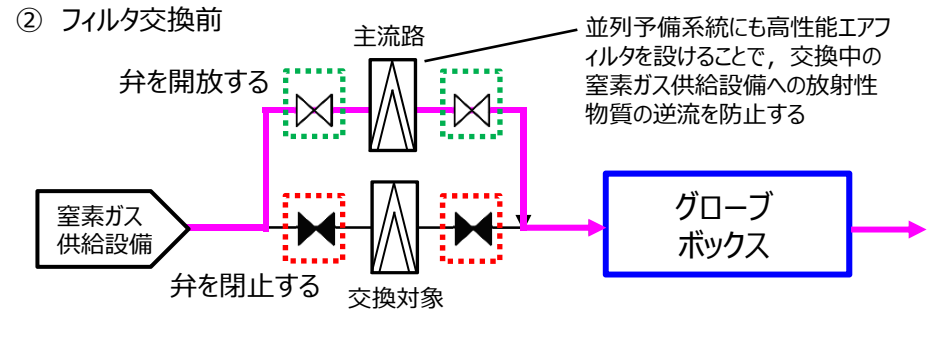 ② フィルタ交換前
主流路
並列予備系統にも高性能エアフ
ィルタを設けることで，交換中の
窒素ガス供給設備への放射性
物質の逆流を防止する
弁を開放する
窒素ガス
供給設備
グローブ
ボックス
弁を閉止する
交換対象